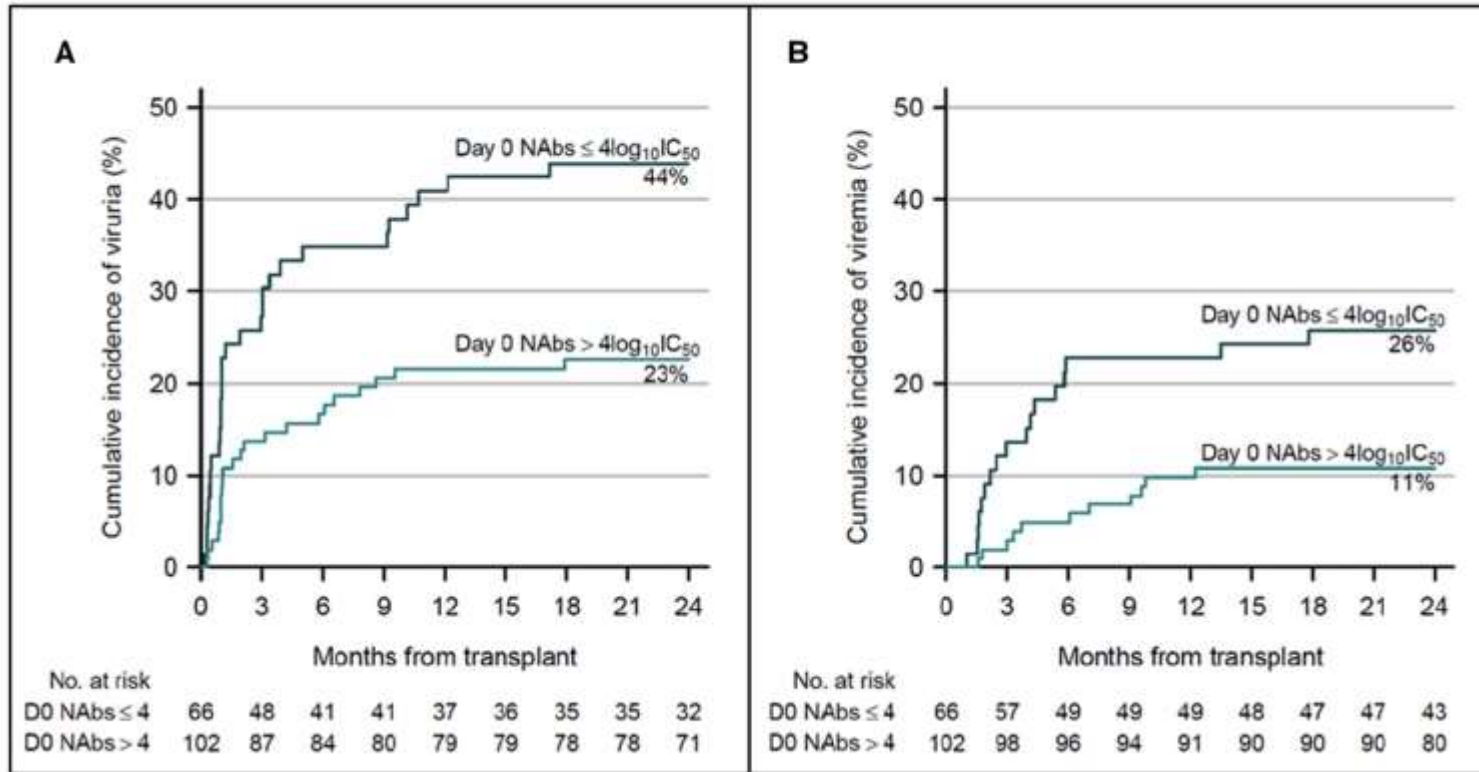 A
Cumulative incidence of viruria (%)
50
40
30
20
10
0
Day 0 NAbs ≤ 4log₁₀IC₅₀
44%
Day 0 NAbs > 4log₁₀IC₅₀
23%
0 3 6 9 12 15 18 21 24
Months from transplant
No. at risk
D0 NAbs ≤ 4 66 48 41 41 37 36 35 35 32
D0 NAbs > 4 102 87 84 80 79 79 78 78 71
B
Cumulative incidence of viremia (%)
50
40
30
20
10
0
Day 0 NAbs ≤ 4log₁₀IC₅₀
26%
Day 0 NAbs > 4log₁₀IC₅₀
11%
0 3 6 9 12 15 18 21 24
Months from transplant
No. at risk
D0 NAbs ≤ 4 66 57 49 49 49 48 47 47 43
D0 NAbs > 4 102 98 96 94 91 90 90 90 80